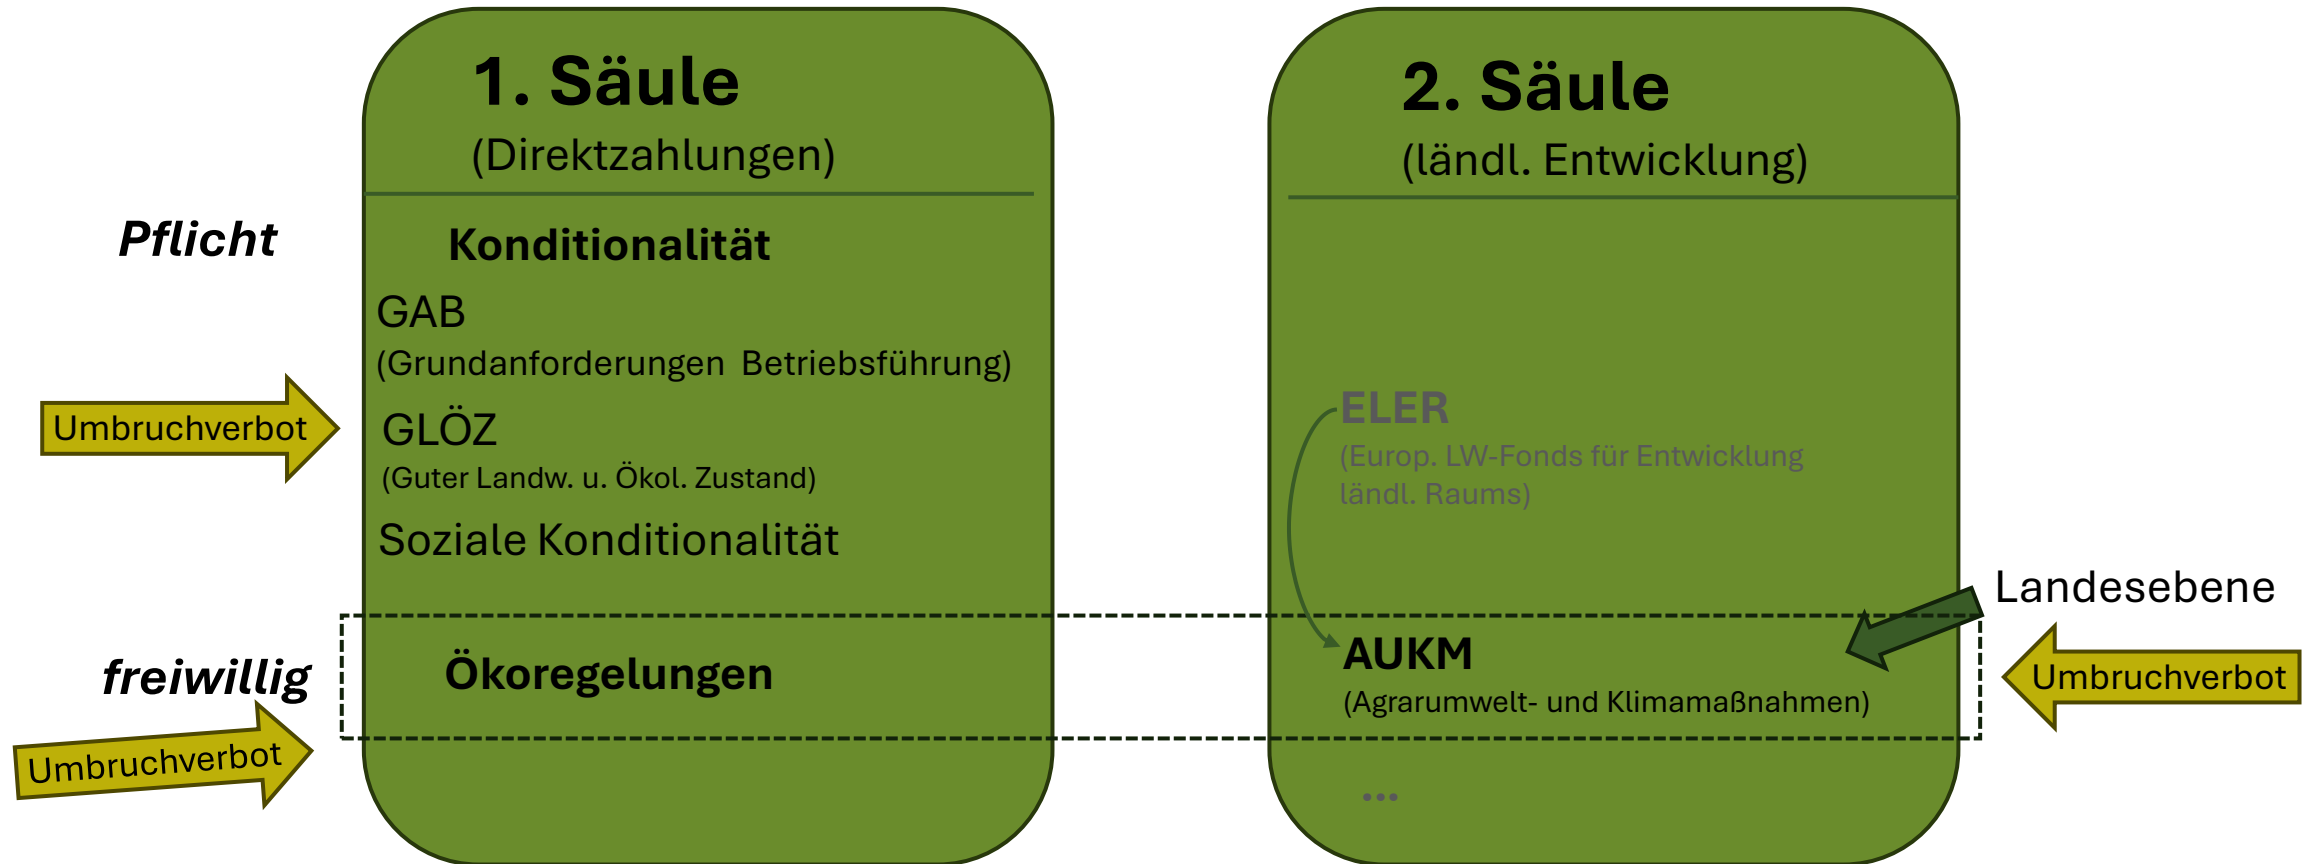 1. Säule
(Direktzahlungen)
Pflicht
Konditionalität
GAB
(Grundanforderungen  Betriebsführung)
Umbruchverbot
GLÖZ
(Guter Landw. u. Ökol. Zustand)
Soziale Konditionalität
freiwillig
Ökoregelungen
Umbruchverbot
2. Säule
(ländl. Entwicklung)
ELER
(Europ. LW-Fonds für Entwicklung
ländl. Raums)
Landesebene
AUKM
(Agrarumwelt- und Klimamaßnahmen)
Umbruchverbot
...